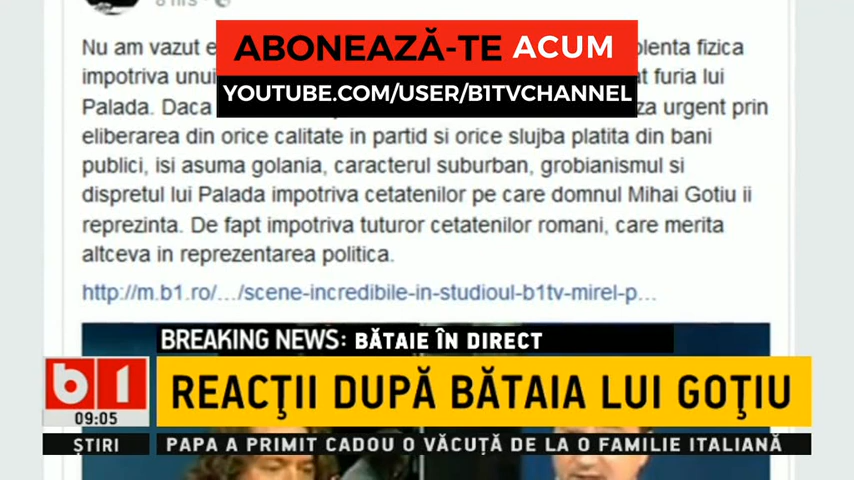 Nu am vazut
ABONEAZĂ-TE ACUM
fizica
impotriva unui
furia lui
YOUTUBE.COM/USER/B1TVCHANNEL
Palada. Daca
urgent prin
eliberarea din orice calitate in partid si orice slujba platita din bani
publici, isi asuma golania, caracterul suburban, grobianismul si
dispretul lui Palada impotriva cetatenilor pe care domnul Mihai Gotiu ii
reprezinta. De fapt impotriva tuturor cetatenilor romani, care merita
altceva in reprezentarea politica.
http://m.b1.ro/…/scene-incredibile-in-studioul-b1tv-mirel-p…
BREAKING NEWS: BĂTAIE ÎN DIRECT
b1
REACŢII DUPĂ BĂTAIA LUI GOŢIU
09:05
ŞTIRI
PAPA A PRIMIT CADOU O VĂCUȚĂ DE LA O FAMILIE ITALIANĂ